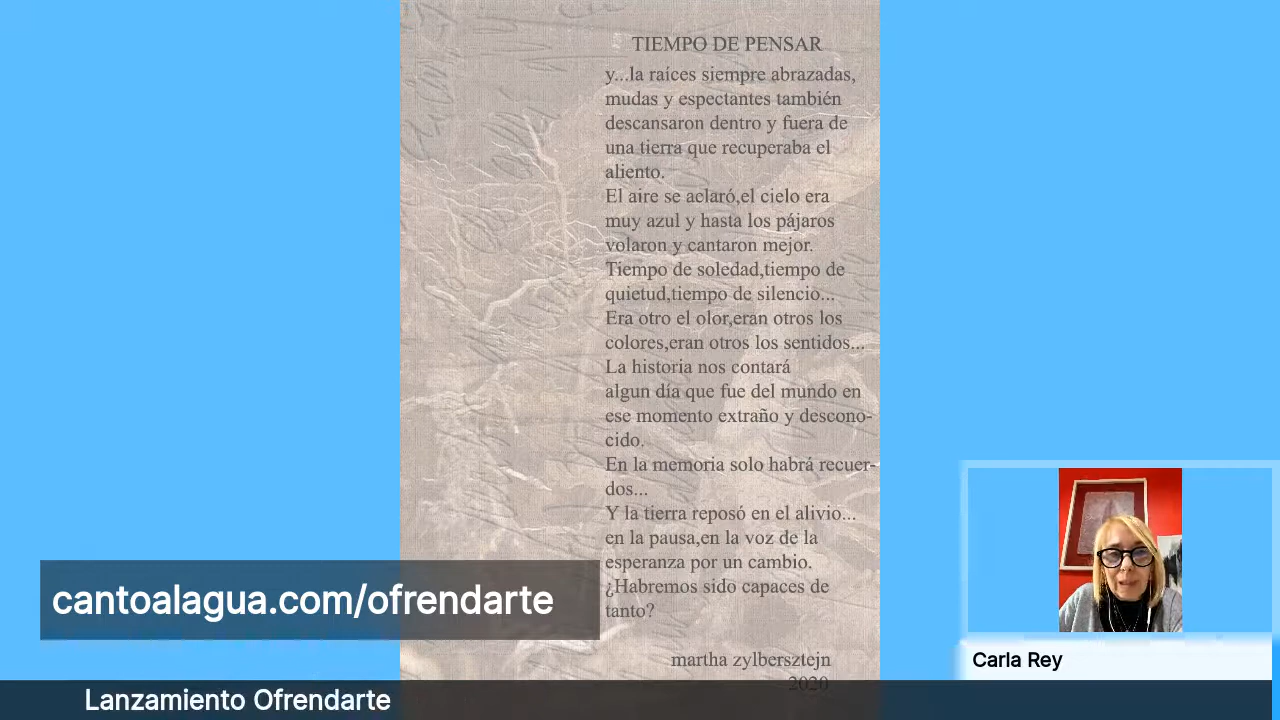 TIEMPO DE PENSAR
y...la raíces siempre abrazadas,
mudas y espectantes también
descansaron dentro y fuera de
una tierra que recuperaba el
aliento.
El aire se aclaró,el cielo era
muy azul y hasta los pájaros
volaron y cantaron mejor.
Tiempo de soledad,tiempo de
quietud,tiempo de silencio...
Era otro el olor,eran otros los
colores,eran otros los sentidos...
La historia nos contará
algun día que fue del mundo en
ese momento extraño y descono-
cido.
En la memoria solo habrá recuer-
dos...
Y la tierra reposó en el alivio...
en la pausa,en la voz de la
esperanza por un cambio.
¿Habremos sido capaces de
tanto?
martha zylbersztejn
2020
cantoalagua.com/ofrendarte
Carla Rey
Lanzamiento Ofrendarte